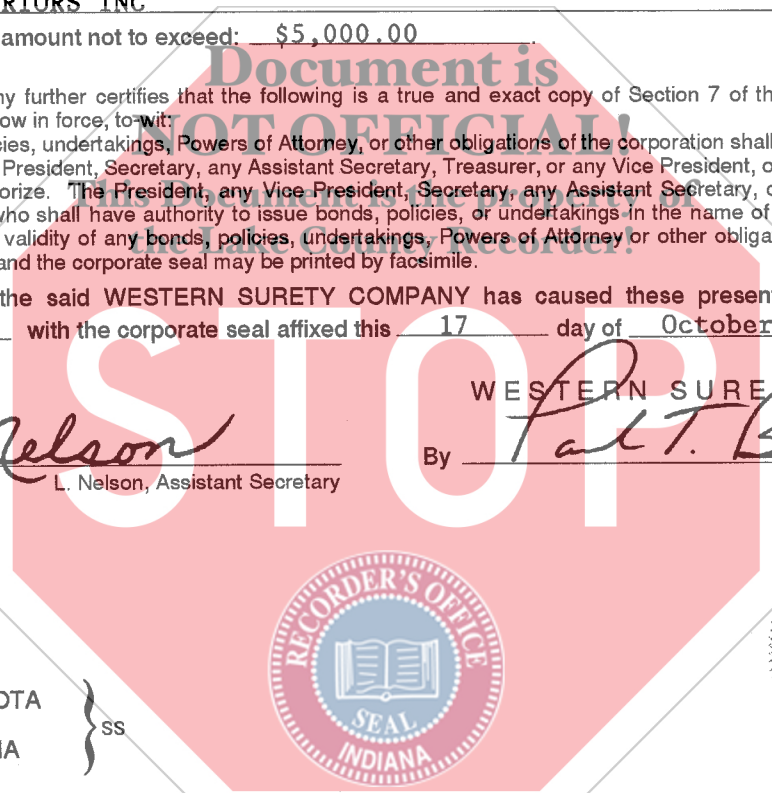 RIORS INC
amount not to exceed: $5,000.00.
Document is
ny further certifies that the following is a true and exact copy of Section 7 of th
ow in force, to-wit:
NOT OFFICIAL!
cies, undertakings, Powers of Attorney, or other obligations of the corporation shall
President, Secretary, any Assistant Secretary, Treasurer, or any Vice President, o
orize. The President, any Vice President, Secretary, any Assistant Secretary, o
This Document is the property of
who shall have authority to issue bonds, policies, or undertakings in the name of
validity of any bonds, policies, undertakings, Powers of Attorney or other obliga
the Lake County Recorder!
and the corporate seal may be printed by facsimile.
the said WESTERN SURETY COMPANY has caused these present
with the corporate seal affixed this 17 day of October
STOP
WESTERN SURE
Nelson
By Paul T. B
L. Nelson, Assistant Secretary
RECORDER'S OFFICE
SEAL
INDIANA
OTA
SS
IA